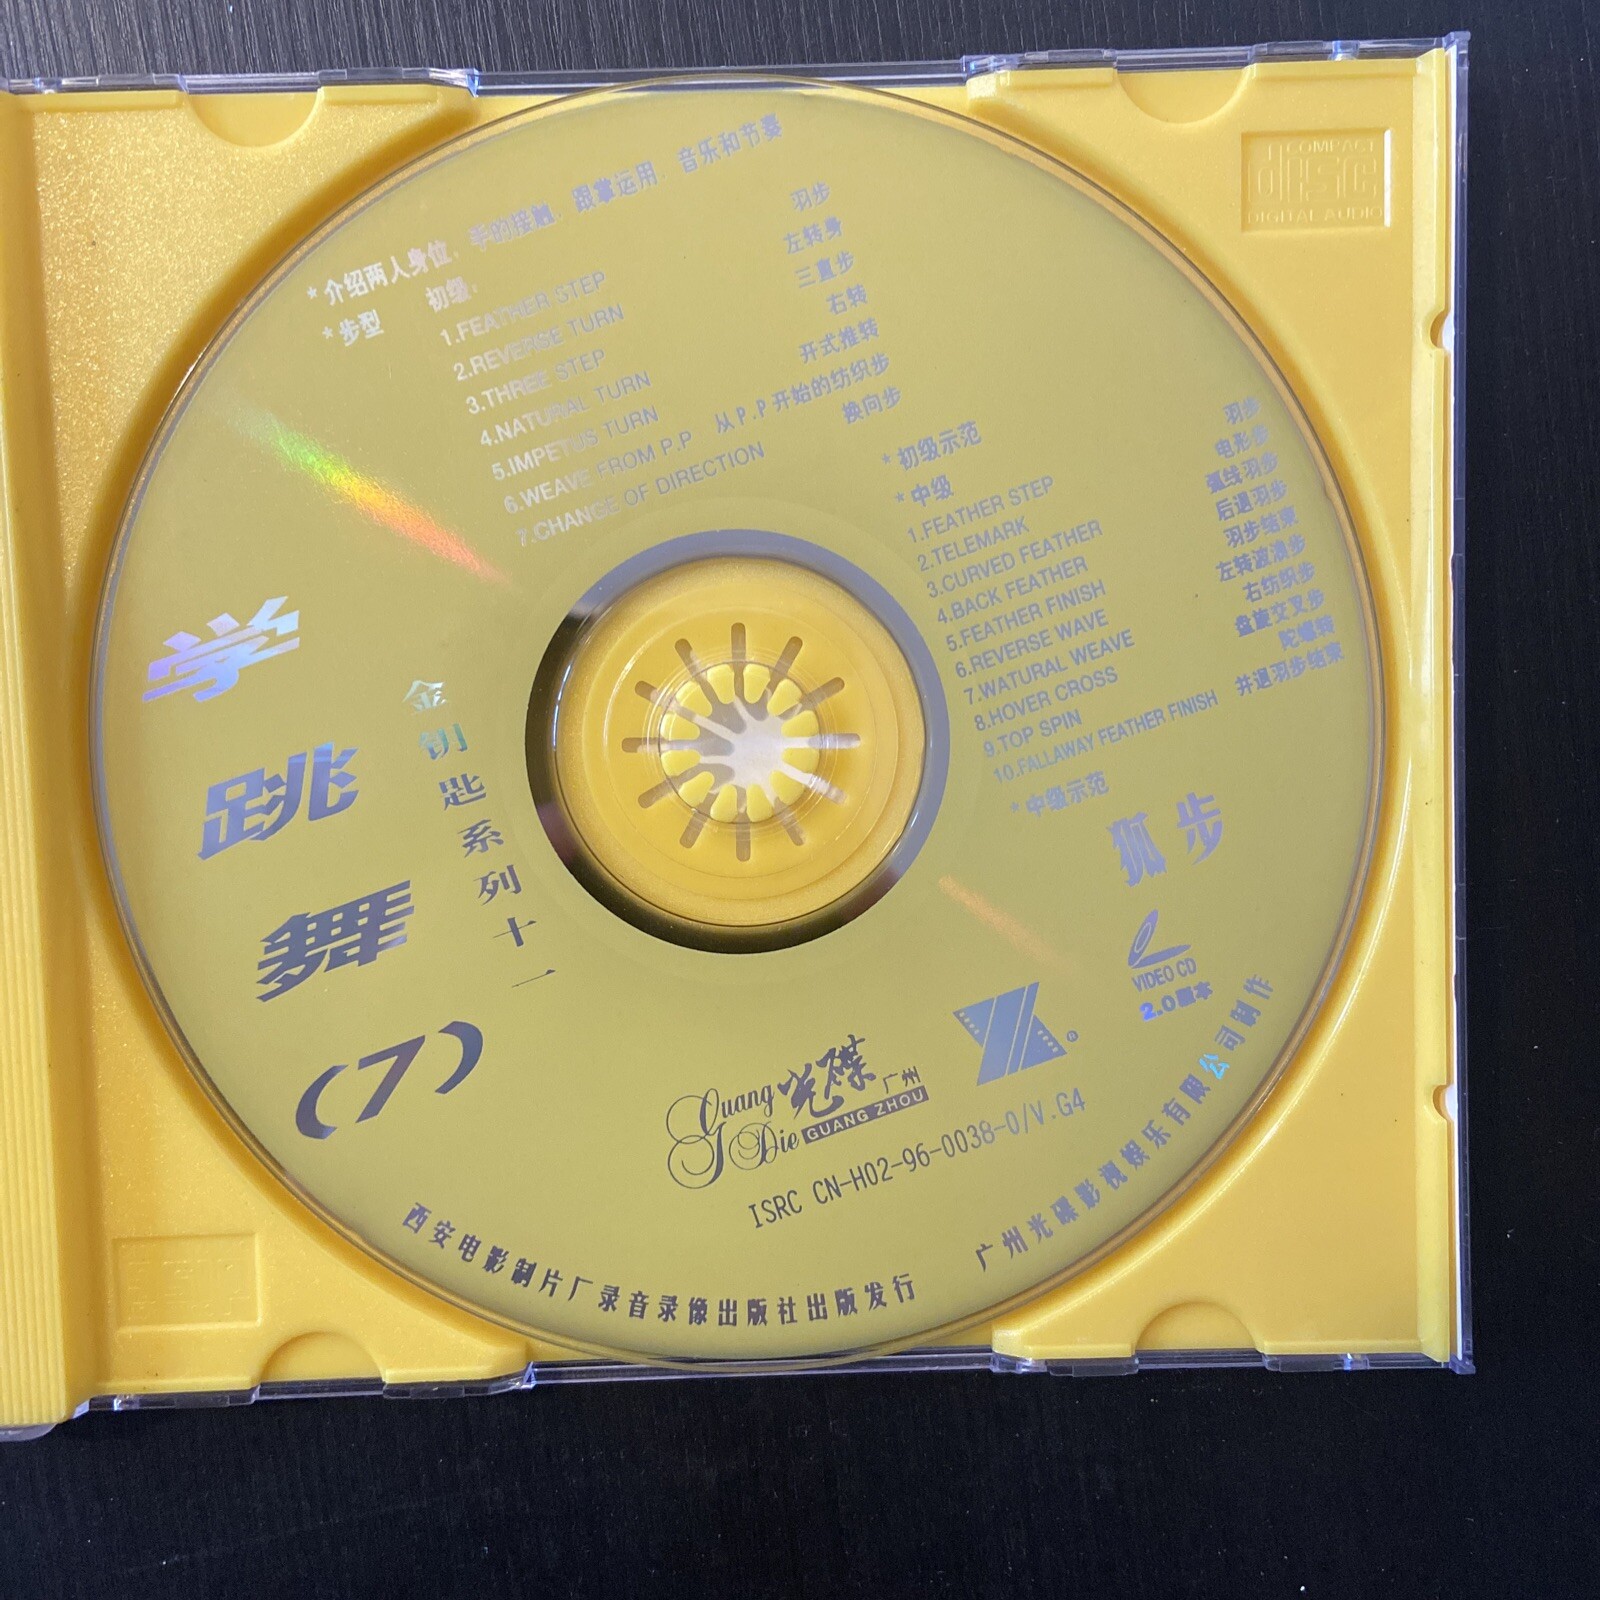 * 介绍两人身位、手的接触、跟掌运用、音乐和节奏
* 步型 初级:
1.FEATHER STEP 羽步
2.REVERSE TURN 左转身
3.THREE STEP 三直步
4.NATURAL TURN 右转
5.IMPETUS TURN 开式推转
6.WEAVE FROM P.P 从P.P开始的纺织步
7.CHANGE OF DIRECTION 换向步
* 初级示范
* 中级
1.FEATHER STEP 羽步
2.TELEMARK 电形步
3.CURVED FEATHER 弧线羽步
4.BACK FEATHER 后退羽步
5.FEATHER FINISH 羽步结束
6.REVERSE WAVE 左转波浪步
7.WATURAL WEAVE 右纺织步
8.HOVER CROSS 盘旋交叉步
9.TOP SPIN 陀螺转
10.FALLAWAY FEATHER FINISH 并退羽步结束
* 中级示范
狐步
学跳舞(7)
金钥匙系列十一
VIDEO CD
2.0版本
Guang Die 光碟 广州
GUANG ZHOU
®
ISRC CN-H02-96-0038-0/V.G4
西安电影制片厂录音录像出版社出版发行
广州光碟影视娱乐有限公司制作
COMPACT
disc
DIGITAL AUDIO